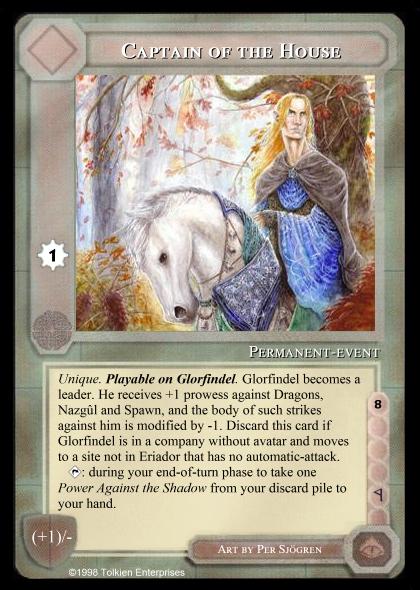 CAPTAIN OF THE HOUSE
1
PERMANENT-EVENT
Unique. Playable on Glorfindel. Glorfindel becomes a
leader. He receives +1 prowess against Dragons,
Nazgûl and Spawn, and the body of such strikes
against him is modified by -1. Discard this card if
Glorfindel is in a company without avatar and moves
to a site not in Eriador that has no automatic-attack.
: during your end-of-turn phase to take one
Power Against the Shadow from your discard pile to
your hand.
8
(+1)/-
ART BY PER SJÖGREN
©1998 Tolkien Enterprises